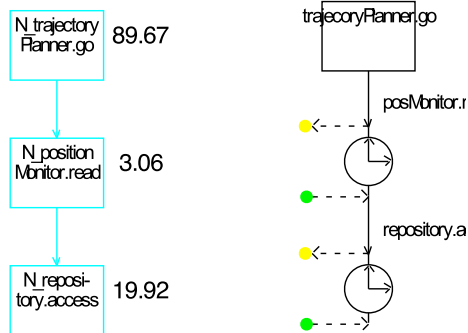 N_trajectory
Planner.go
89.67
N_position
Monitor.read
3.06
N_reposi-
tory.access
19.92
trajecoryPlanner.go
posMonitor.r
repository.a